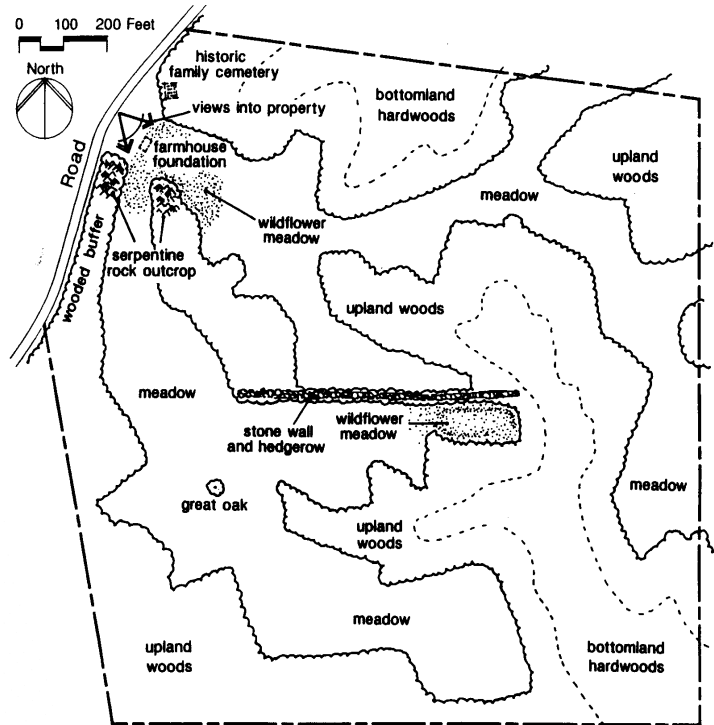 0 100 200 Feet
North
historic
family cemetery
bottomland
hardwoods
views into property
Road
farmhouse
foundation
upland
woods
meadow
wildflower
meadow
serpentine
rock outcrop
wooded buffer
upland woods
meadow
wildflower
meadow
stone wall
and hedgerow
meadow
great oak
upland
woods
meadow
meadow
upland
woods
bottomland
hardwoods